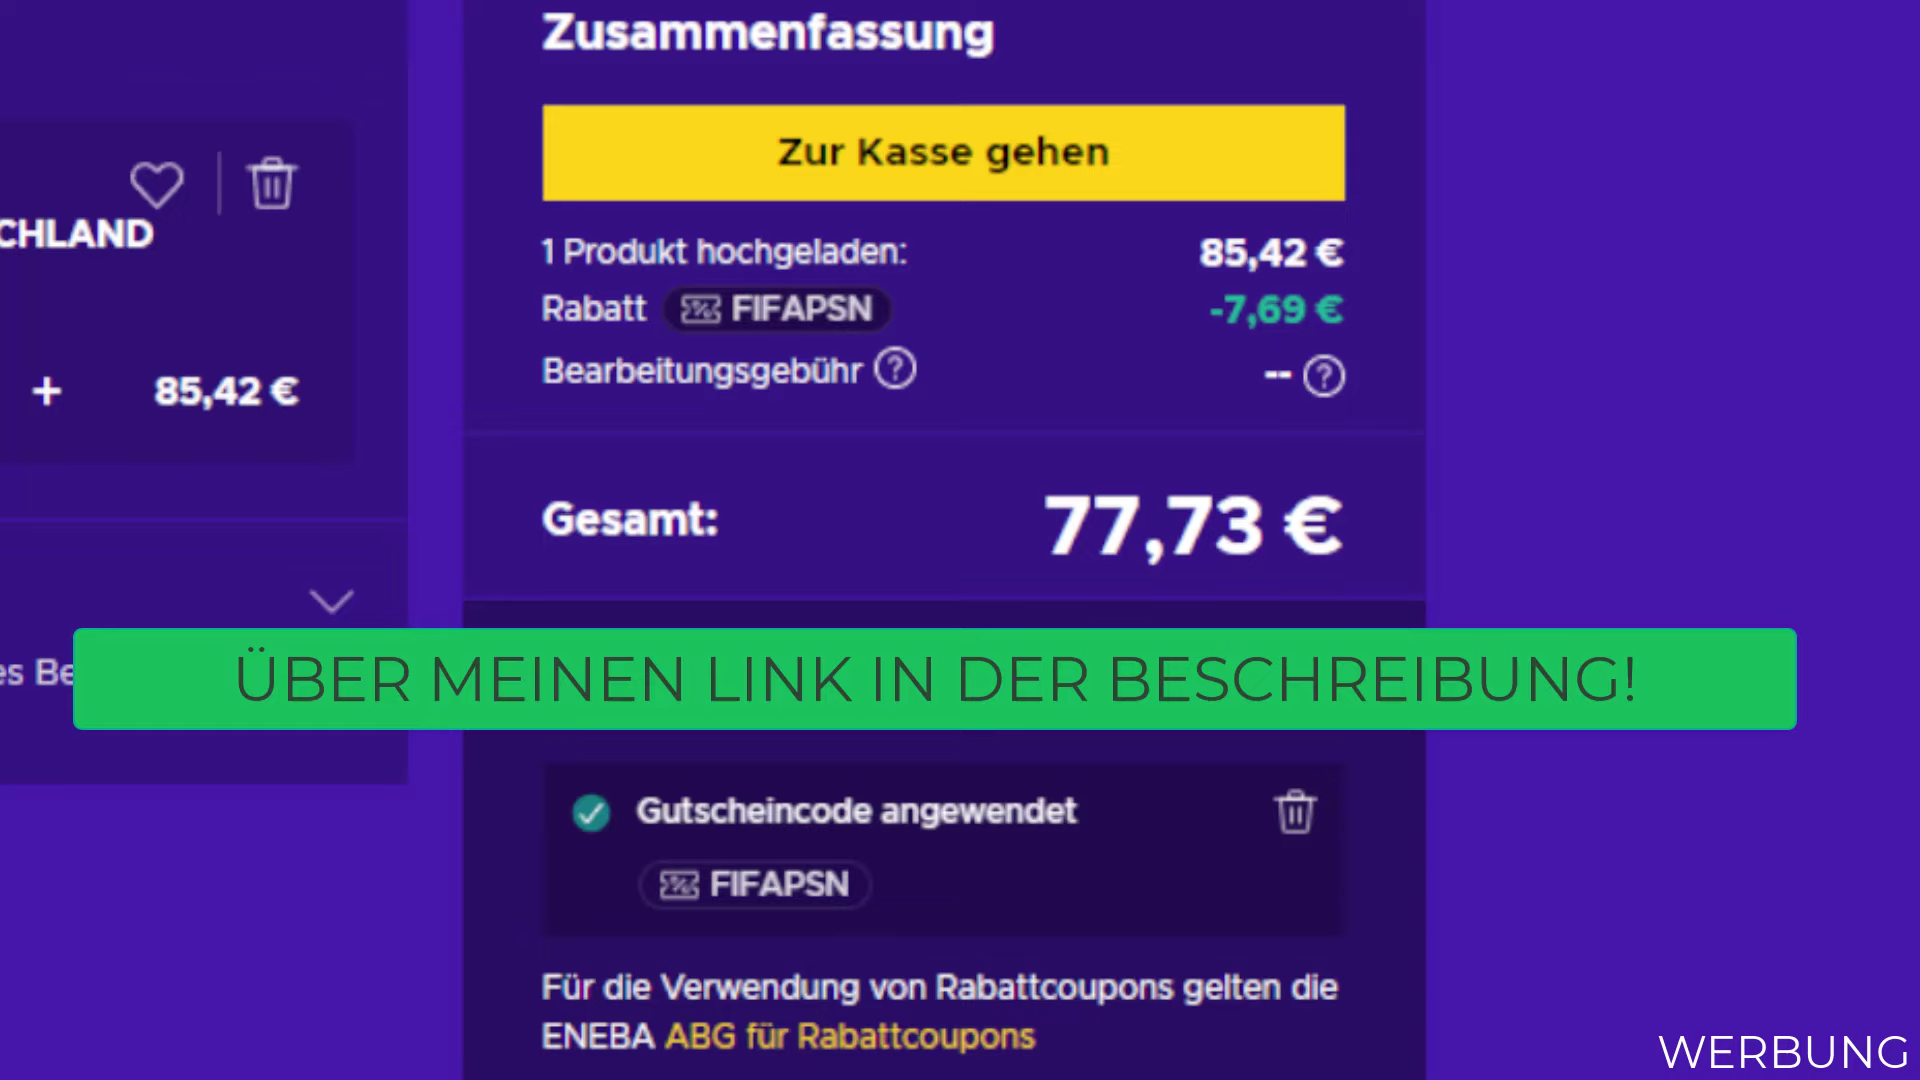 Zusammenfassung
Zur Kasse gehen
CHLAND
+ 85,42 €
1 Produkt hochgeladen: 85,42 €
Rabatt FIFAPSN -7,69 €
Bearbeitungsgebühr ? -- ?
Gesamt: 77,73 €
es Be
ÜBER MEINEN LINK IN DER BESCHREIBUNG!
Gutscheincode angewendet
FIFAPSN
Für die Verwendung von Rabattcoupons gelten die
ENEBA ABG für Rabattcoupons
WERBUNG